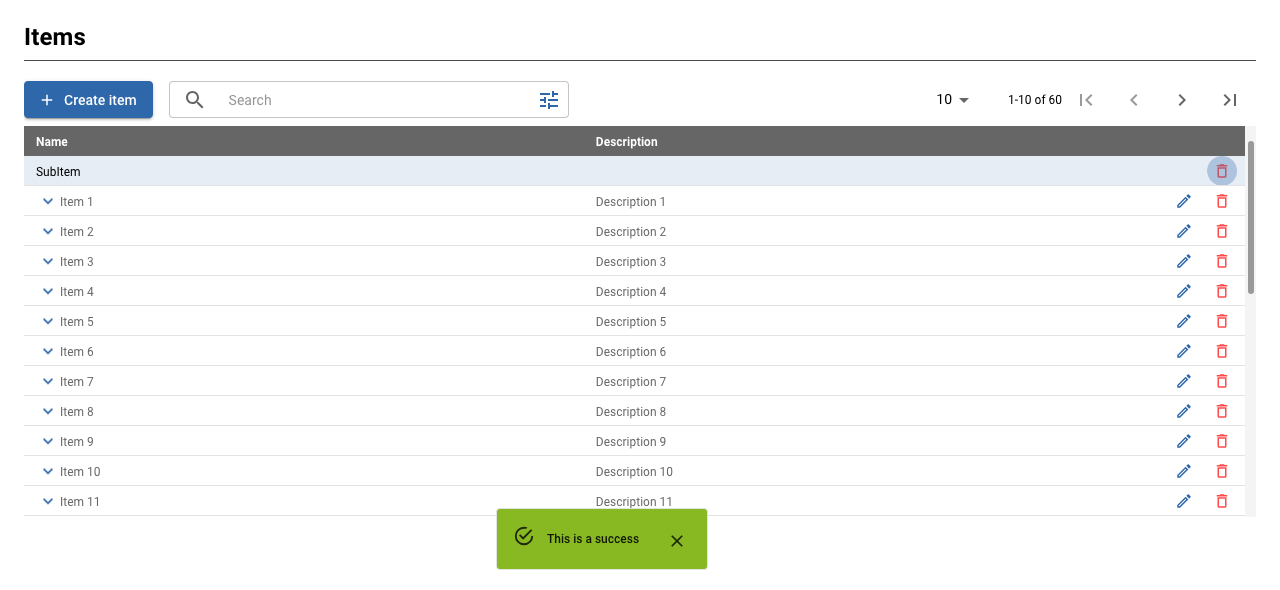 Items
Create item
Search
10
1-10 of 60
Name Description
SubItem
Item 1 Description 1
Item 2 Description 2
Item 3 Description 3
Item 4 Description 4
Item 5 Description 5
Item 6 Description 6
Item 7 Description 7
Item 8 Description 8
Item 9 Description 9
Item 10 Description 10
Item 11 Description 11
This is a success